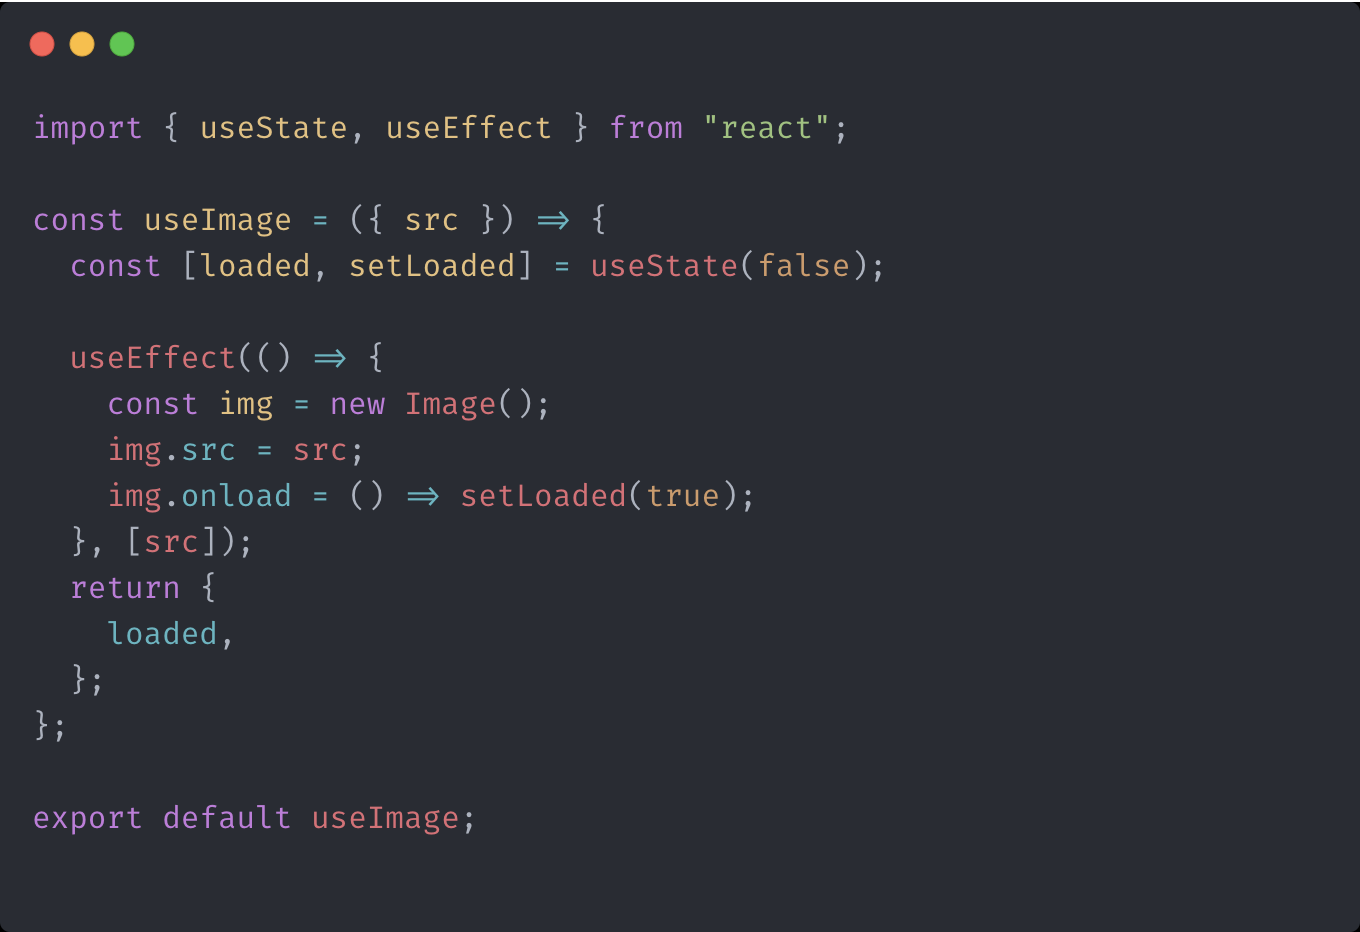 import { useState, useEffect } from "react";
const useImage = ({ src }) => {
const [loaded, setLoaded] = useState(false);
useEffect(() => {
const img = new Image();
img.src = src;
img.onload = () => setLoaded(true);
}, [src]);
return {
loaded,
};
};
export default useImage;